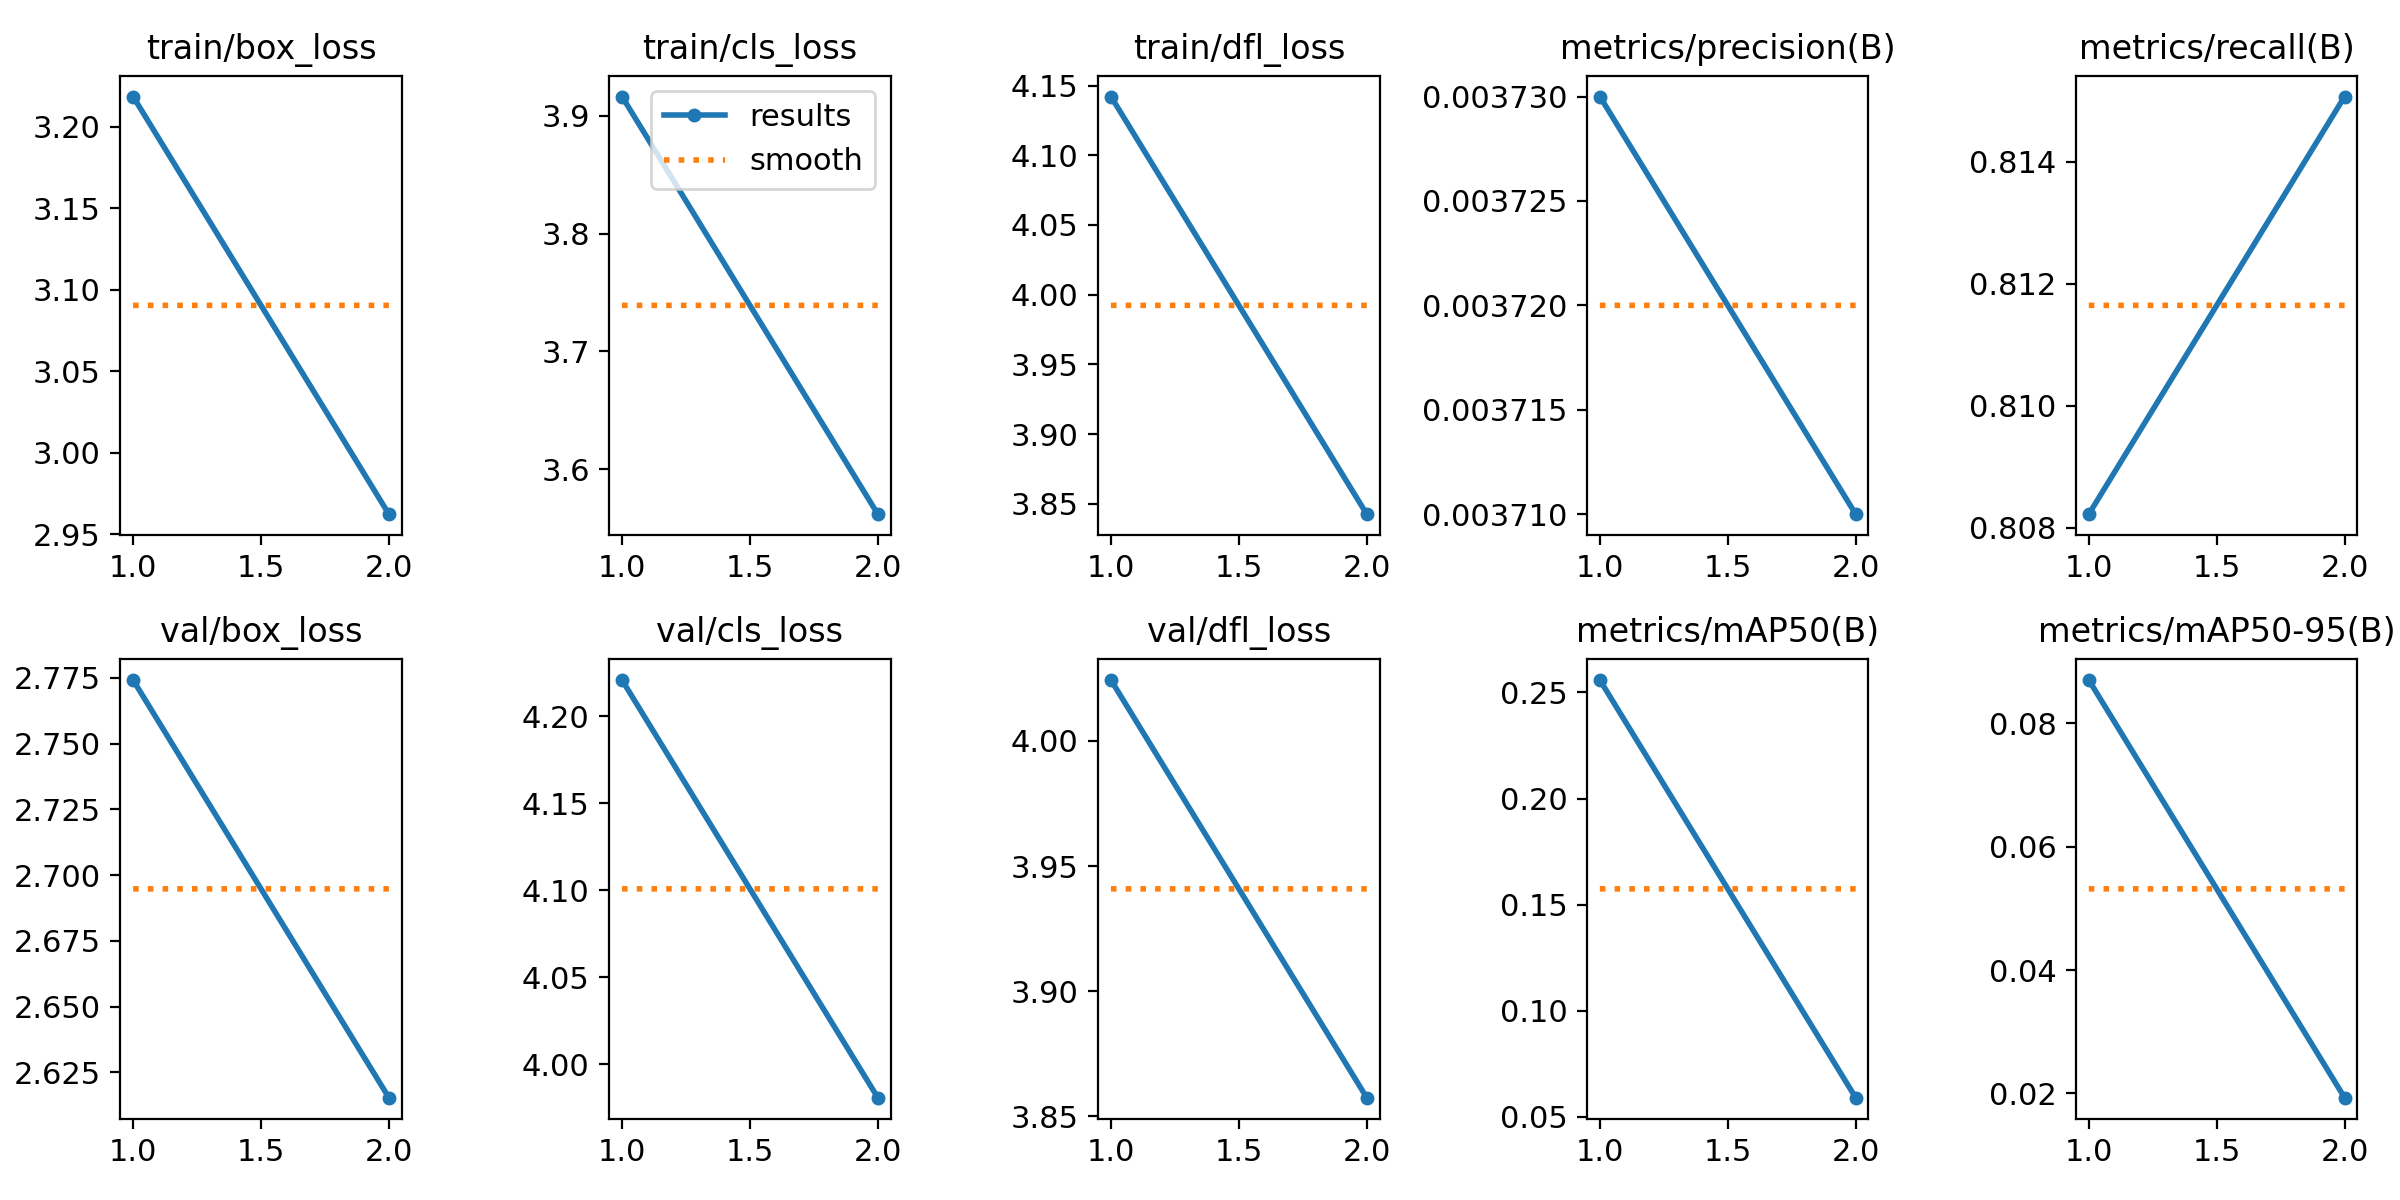 train/box_loss
train/cls_loss
train/dfl_loss
metrics/precision(B)
metrics/recall(B)
3.20
3.15
3.10
3.05
3.00
2.95
1.0 1.5 2.0
results
smooth
3.9
3.8
3.7
3.6
1.0 1.5 2.0
4.15
4.10
4.05
4.00
3.95
3.90
3.85
1.0 1.5 2.0
0.003730
0.003725
0.003720
0.003715
0.003710
1.0 1.5 2.0
0.814
0.812
0.810
0.808
1.0 1.5 2.0
val/box_loss
val/cls_loss
val/dfl_loss
metrics/mAP50(B)
metrics/mAP50-95(B)
2.775
2.750
2.725
2.700
2.675
2.650
2.625
1.0 1.5 2.0
4.20
4.15
4.10
4.05
4.00
1.0 1.5 2.0
4.00
3.95
3.90
3.85
1.0 1.5 2.0
0.25
0.20
0.15
0.10
0.05
1.0 1.5 2.0
0.08
0.06
0.04
0.02
1.0 1.5 2.0